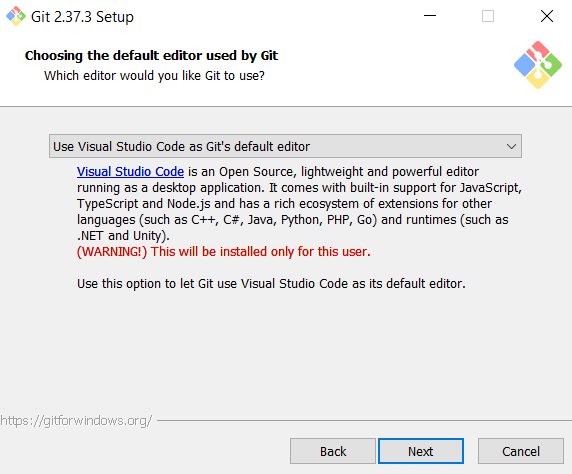 Git 2.37.3 Setup
Choosing the default editor used by Git
Which editor would you like Git to use?
Use Visual Studio Code as Git's default editor
Visual Studio Code is an Open Source, lightweight and powerful editor
running as a desktop application. It comes with built-in support for JavaScript,
TypeScript and Node.js and has a rich ecosystem of extensions for other
languages (such as C++, C#, Java, Python, PHP, Go) and runtimes (such as
.NET and Unity).
(WARNING!) This will be installed only for this user.
Use this option to let Git use Visual Studio Code as its default editor.
https://gitforwindows.org/
Back
Next
Cancel